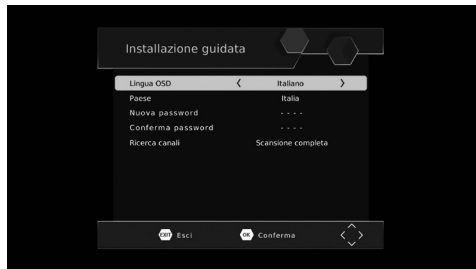 Installazione guidata
Lingua OSD Italiano
Paese Italia
Nuova password - - - -
Conferma password - - - -
Ricerca canali Scansione completa
EXIT Esci OK Conferma